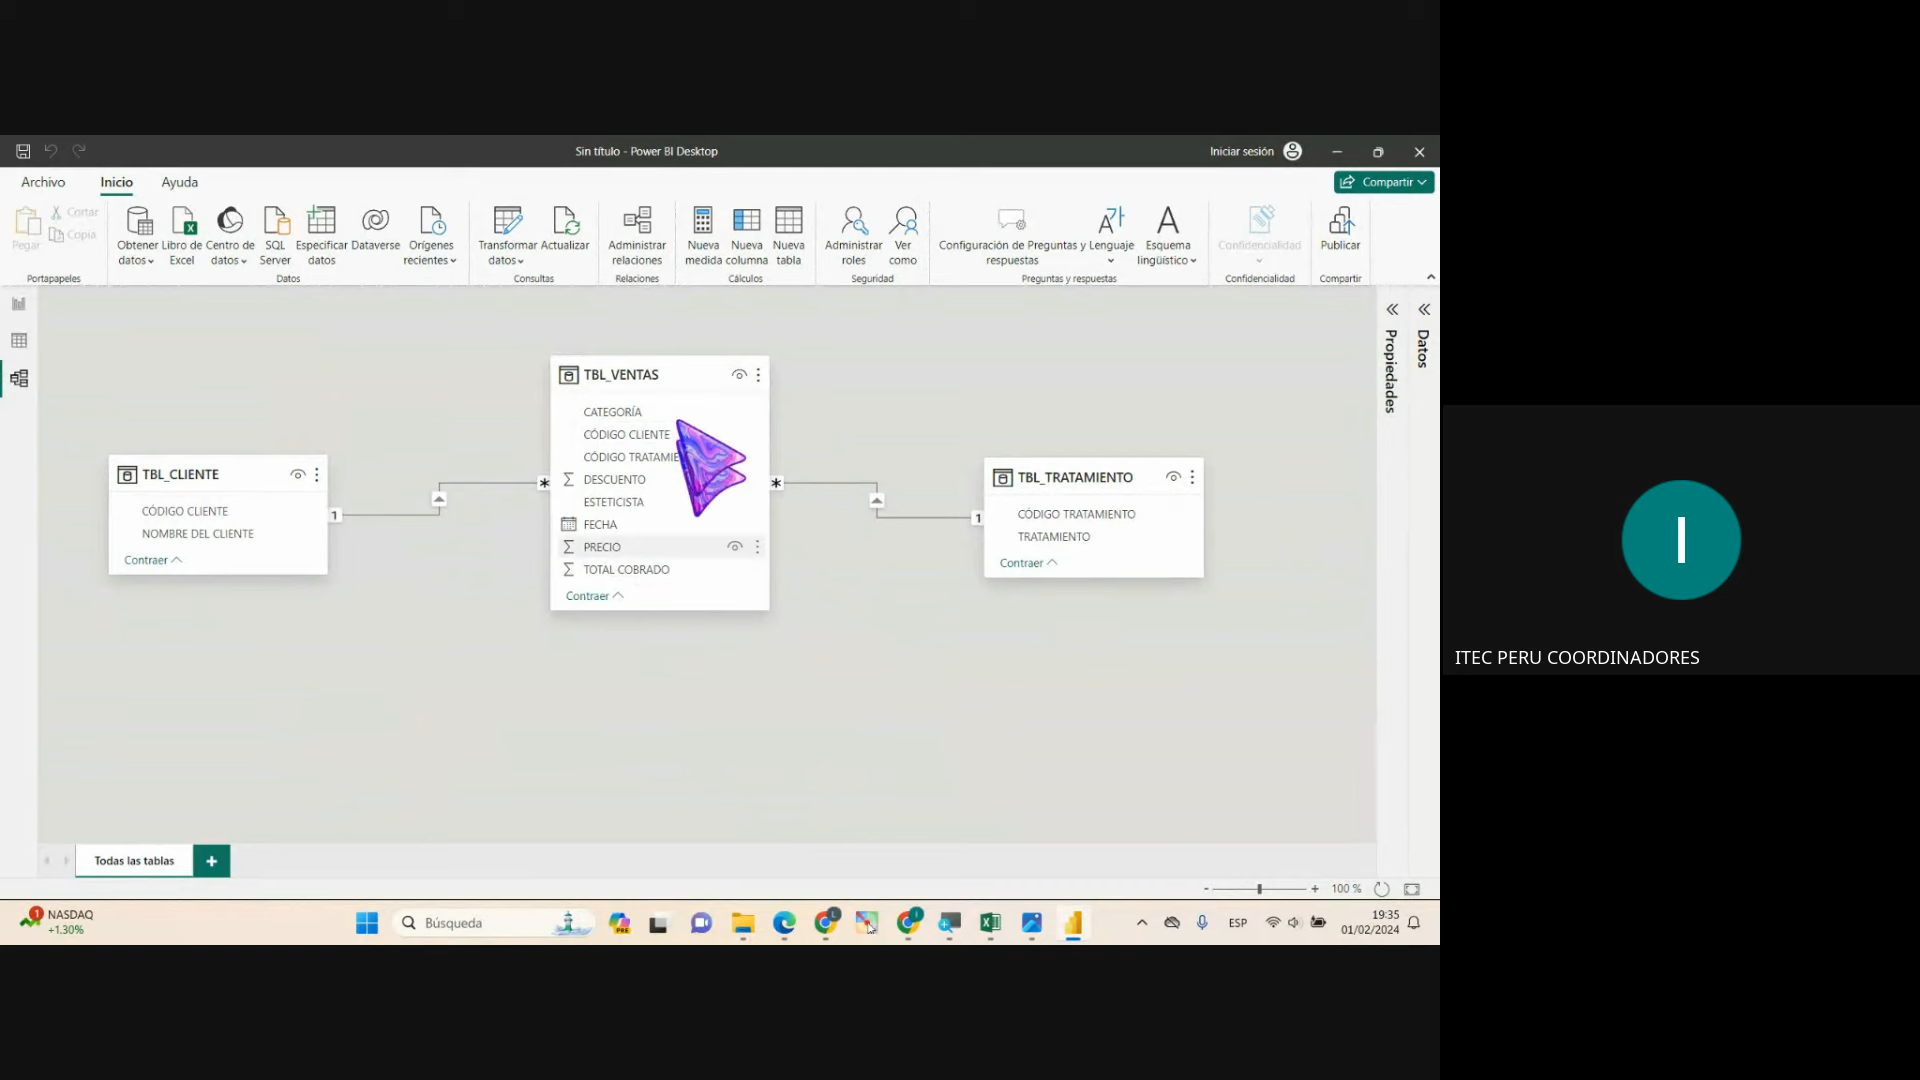 Sin título - Power BI Desktop
Iniciar sesión
Archivo
Inicio
Ayuda
Compartir
Pegar
Cortar
Copia
Portapapeles
Obtener datos
Libro de Excel
Centro de datos
SQL Server
Especificar datos
Dataverse
Orígenes recientes
Datos
Transformar datos
Actualizar
Consultas
Administrar relaciones
Relaciones
Nueva medida
Nueva columna
Nueva tabla
Cálculos
Administrar roles
Ver como
Seguridad
Configuración de Preguntas y respuestas
Lenguaje
Esquema lingüístico
Preguntas y respuestas
Confidencialidad
Confidencialidad
Publicar
Compartir
Propiedades
Datos
TBL_VENTAS
CATEGORÍA
CÓDIGO CLIENTE
CÓDIGO TRATAMIE
DESCUENTO
ESTETICISTA
FECHA
PRECIO
TOTAL COBRADO
Contraer
TBL_CLIENTE
CÓDIGO CLIENTE
NOMBRE DEL CLIENTE
Contraer
1
*
*
1
TBL_TRATAMIENTO
CÓDIGO TRATAMIENTO
TRATAMIENTO
Contraer
I
ITEC PERU COORDINADORES
Todas las tablas
+
- + 100 %
1
NASDAQ
+1.30%
Búsqueda
PRE
L
I
ESP
19:35
01/02/2024